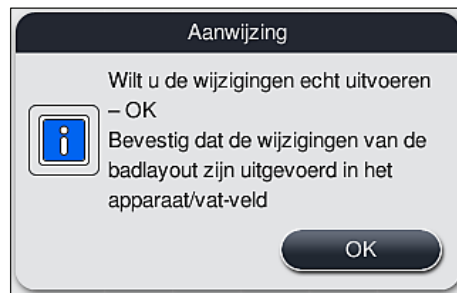 Aanwijzing
Wilt u de wijzigingen echt uitvoeren
– OK
Bevestig dat de wijzigingen van de
badlayout zijn uitgevoerd in het
apparaat/vat-veld
OK